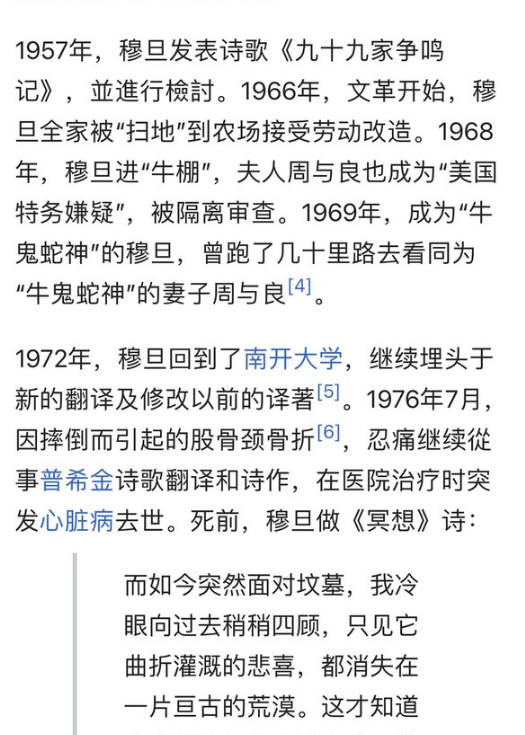 1957年，穆旦发表诗歌《九十九家争鸣
记》，並進行檢討。1966年，文革开始，穆
旦全家被“扫地”到农场接受劳动改造。1968
年，穆旦进“牛棚”，夫人周与良也成为“美国
特务嫌疑”，被隔离审查。1969年，成为“牛
鬼蛇神”的穆旦，曾跑了几十里路去看同为
“牛鬼蛇神”的妻子周与良[4]。
1972年，穆旦回到了南开大学，继续埋头于
新的翻译及修改以前的译著[5]。1976年7月，
因摔倒而引起的股骨颈骨折[6]，忍痛继续從
事普希金诗歌翻译和诗作，在医院治疗时突
发心脏病去世。死前，穆旦做《冥想》诗：
而如今突然面对坟墓，我冷
眼向过去稍稍四顾，只见它
曲折灌溉的悲喜，都消失在
一片亘古的荒漠。这才知道